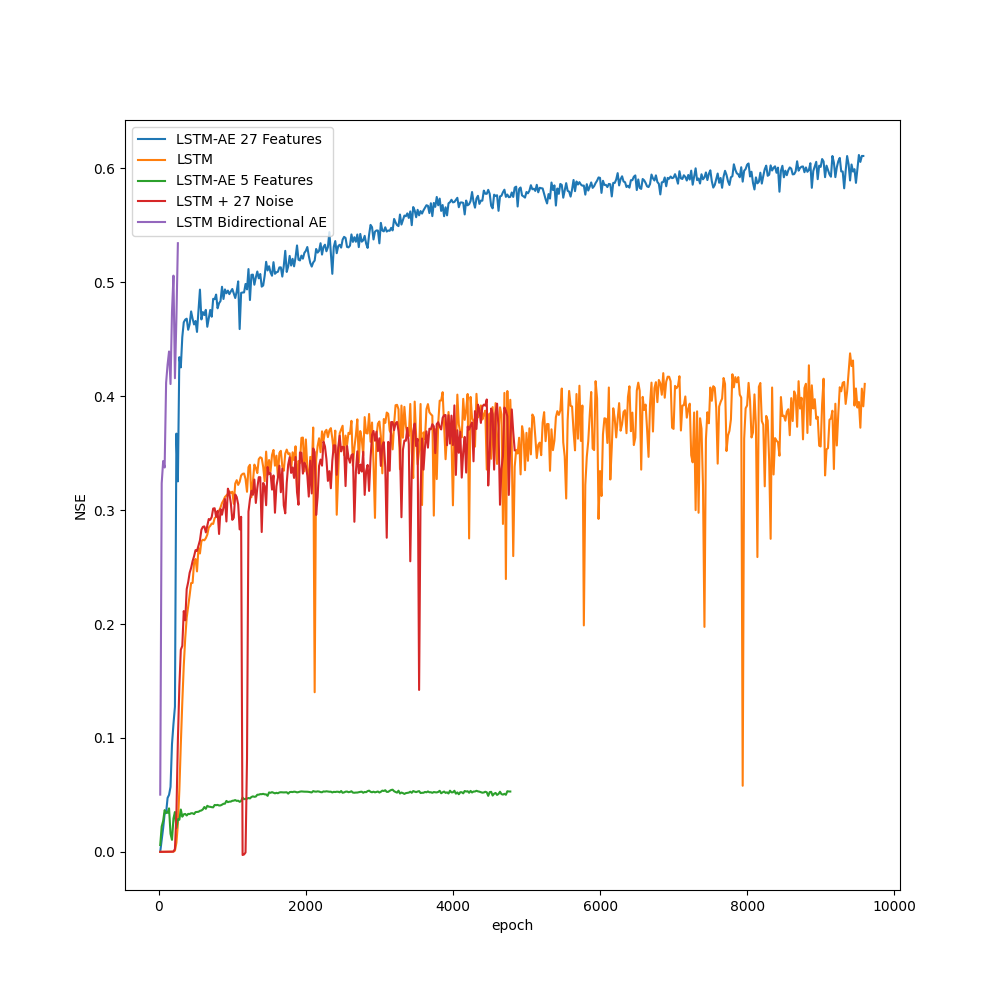 LSTM-AE 27 Features
LSTM
LSTM-AE 5 Features
LSTM + 27 Noise
LSTM Bidirectional AE
0.6
0.5
0.4
0.3
0.2
0.1
0.0
NSE
0 2000 4000 6000 8000 10000
epoch